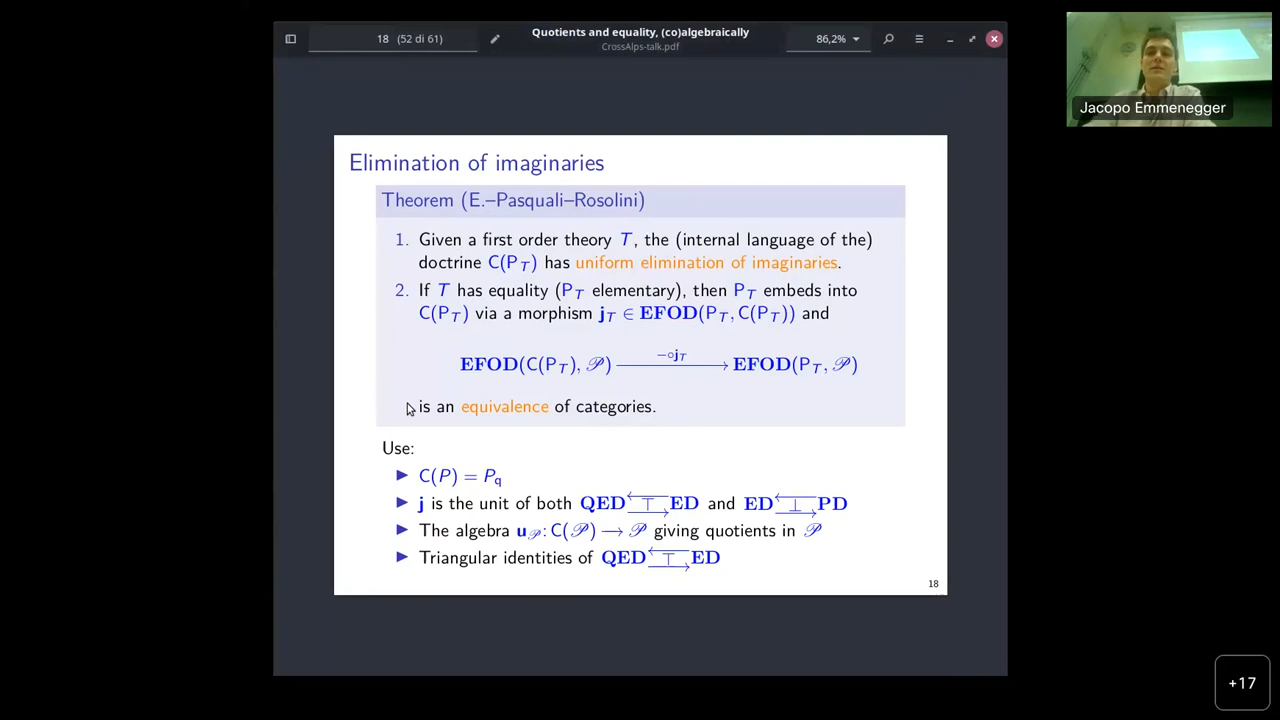 18 (52 di 61)
Quotients and equality, (co)algebraically
CrossAlps-talk.pdf
86,2%
Jacopo Emmenegger
Elimination of imaginaries
Theorem (E.–Pasquali–Rosolini)
1. Given a first order theory T, the (internal language of the)
doctrine C(P_T) has uniform elimination of imaginaries.
2. If T has equality (P_T elementary), then P_T embeds into
C(P_T) via a morphism j_T ∈ EFOD(P_T, C(P_T)) and
EFOD(C(P_T), 𝒫) —−∘j_T→ EFOD(P_T, 𝒫)
is an equivalence of categories.
Use:
▶ C(P) = P_q
▶ j is the unit of both QED ⊤ ED and ED ⊥ PD
▶ The algebra u_𝒫 : C(𝒫) → 𝒫 giving quotients in 𝒫
▶ Triangular identities of QED ⊤ ED
18
+17